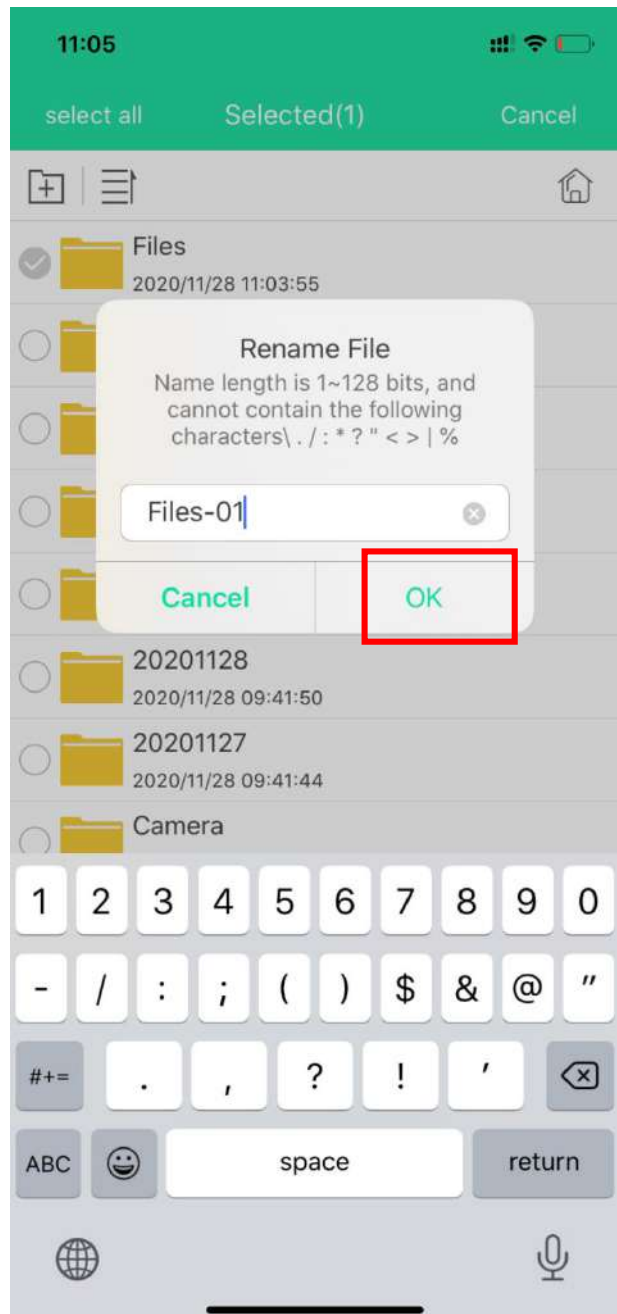 11:05
select all Selected(1) Cancel
Files
2020/11/28 11:03:55
Rename File
Name length is 1~128 bits, and
cannot contain the following
characters\ . / : * ? " < > | %
Files-01
Cancel OK
20201128
2020/11/28 09:41:50
20201127
2020/11/28 09:41:44
Camera
1 2 3 4 5 6 7 8 9 0
- / : ; ( ) $ & @ "
#+= . , ? ! '
ABC space return